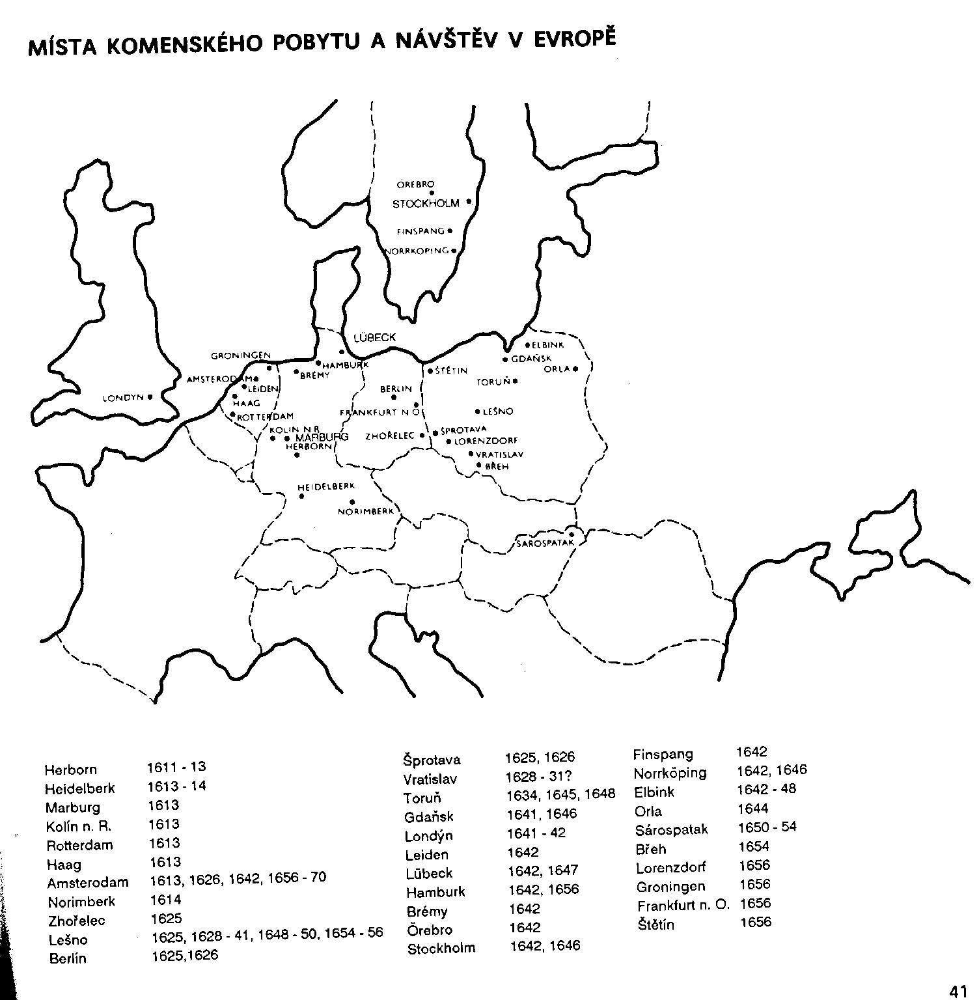 MÍSTA KOMENSKÉHO POBYTU A NÁVŠTĚV V EVROPĚ
ÖREBRO
STOCKHOLM
FINSPANG
NORRKOPING
LÜBECK
ELBINK
GRONINGEN
GDAŃSK
HAMBURK
ORLA
BRÉMY
ŠTĚTIN
AMSTERODAM
TORUŇ
LEIDEN
BERLIN
LONDYN
HAAG
FRANKFURT N O
LEŠNO
ROTTERDAM
KOLIN N R
ŠPROTAVA
MARBURG
ZHOŘELEC
LORENZDORF
HERBORN
VRATISLAV
BŘEH
HEIDELBERK
NORIMBERK
SÁROSPATAK
Herborn 1611 - 13
Heidelberk 1613 - 14
Marburg 1613
Kolín n. R. 1613
Rotterdam 1613
Haag 1613
Amsterodam 1613, 1626, 1642, 1656 - 70
Norimberk 1614
Zhořelec 1625
Lešno 1625, 1628 - 41, 1648 - 50, 1654 - 56
Berlín 1625,1626
Šprotava 1625, 1626
Vratislav 1628 - 31?
Toruň 1634, 1645, 1648
Gdaňsk 1641, 1646
Londýn 1641 - 42
Leiden 1642
Lübeck 1642, 1647
Hamburk 1642, 1656
Brémy 1642
Örebro 1642
Stockholm 1642, 1646
Finspang 1642
Norrköping 1642, 1646
Elbink 1642 - 48
Orla 1644
Sárospatak 1650 - 54
Břeh 1654
Lorenzdorf 1656
Groningen 1656
Frankfurt n. O. 1656
Štětín 1656
41